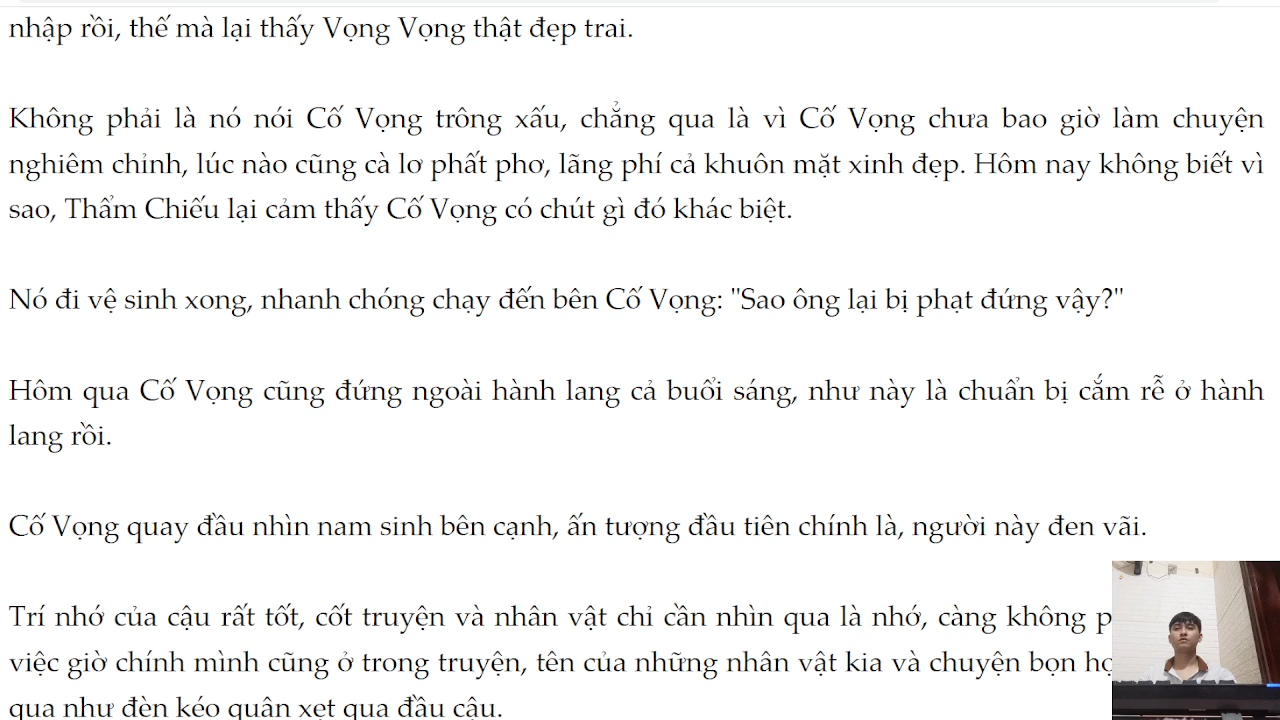 nhập rồi, thế mà lại thấy Vọng Vọng thật đẹp trai.
Không phải là nó nói Cố Vọng trông xấu, chẳng qua là vì Cố Vọng chưa bao giờ làm chuyện
nghiêm chỉnh, lúc nào cũng cà lơ phất phơ, lãng phí cả khuôn mặt xinh đẹp. Hôm nay không biết vì
sao, Thẩm Chiếu lại cảm thấy Cố Vọng có chút gì đó khác biệt.
Nó đi vệ sinh xong, nhanh chóng chạy đến bên Cố Vọng: "Sao ông lại bị phạt đứng vậy?"
Hôm qua Cố Vọng cũng đứng ngoài hành lang cả buổi sáng, như này là chuẩn bị cắm rễ ở hành
lang rồi.
Cố Vọng quay đầu nhìn nam sinh bên cạnh, ấn tượng đầu tiên chính là, người này đen vãi.
Trí nhớ của cậu rất tốt, cốt truyện và nhân vật chỉ cần nhìn qua là nhớ, càng không
việc giờ chính mình cũng ở trong truyện, tên của những nhân vật kia và chuyện bọn
qua như đèn kéo quân xẹt qua đầu cậu.